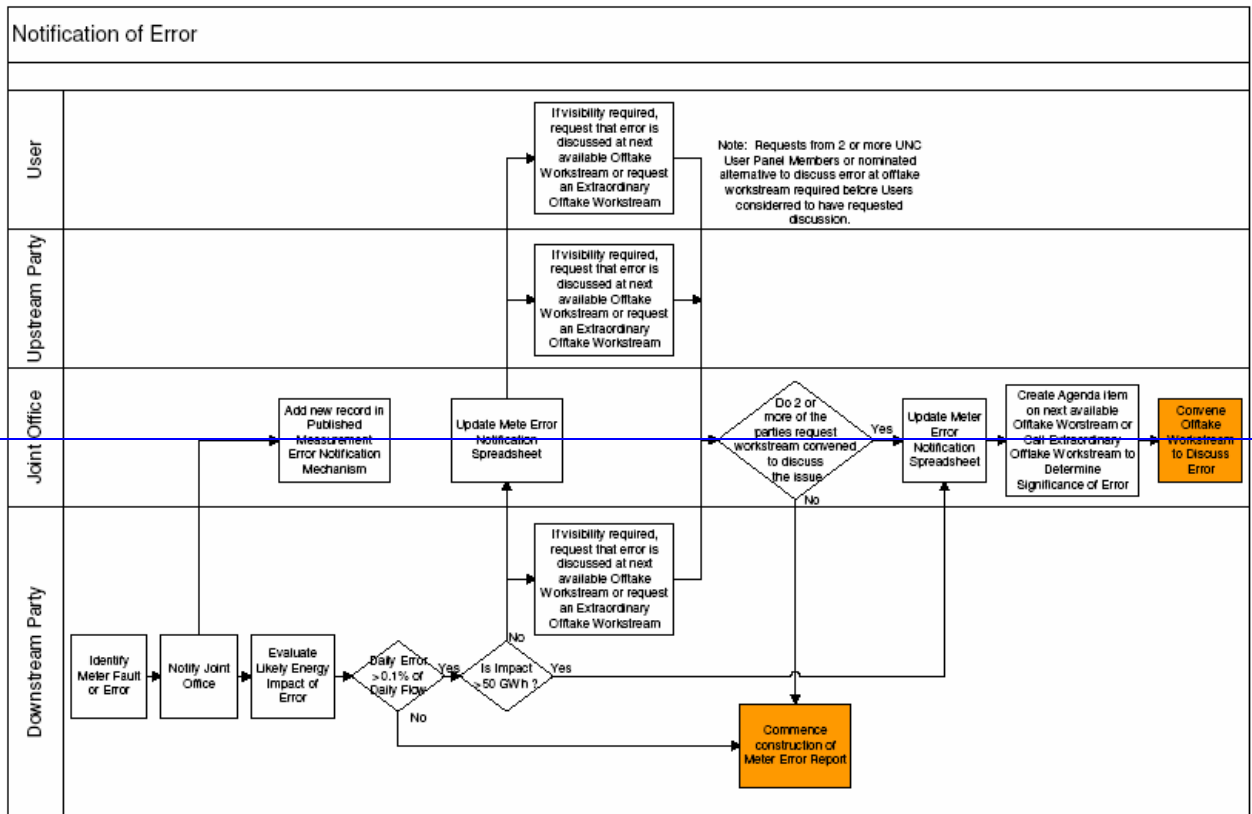 Notification of Error
User
If visibility required,
request that error is
discussed at next
available Offtake
Workstream or request
an Extraordinary
Offtake Workstream
Note: Requests from 2 or more UNC
User Panel Members or nominated
alternative to discuss error at offtake
workstream required before Users
considerred to have requested
discussion.
Upstream Party
If visibility required,
request that error is
discussed at next
available Offtake
Workstream or request
an Extraordinary
Offtake Workstream
Joint Office
Add new record in
Published
Measurement
Error Notification
Mechanism
Update Mete Error
Notification
Spreadsheet
Do 2 or
more of the
parties request
workstream convened
to discuss
the issue
Yes
No
Update Meter
Error
Notification
Spreadsheet
Create Agenda item
on next available
Offtake Worstream or
Call Extraordinary
Offtake Workstream to
Determine
Significance of Error
Convene
Offtake
Workstream
to Discuss
Error
Downstream Party
If visibility required,
request that error is
discussed at next
available Offtake
Workstream or request
an Extraordinary
Offtake Workstream
Identify
Meter Fault
or Error
Notify Joint
Office
Evaluate
Likely Energy
Impact of
Error
Daily Error
>0.1% of
Daily Flow
Yes
No
Is Impact
>50 GWh ?
No
Yes
Commence
construction of
Meter Error Report